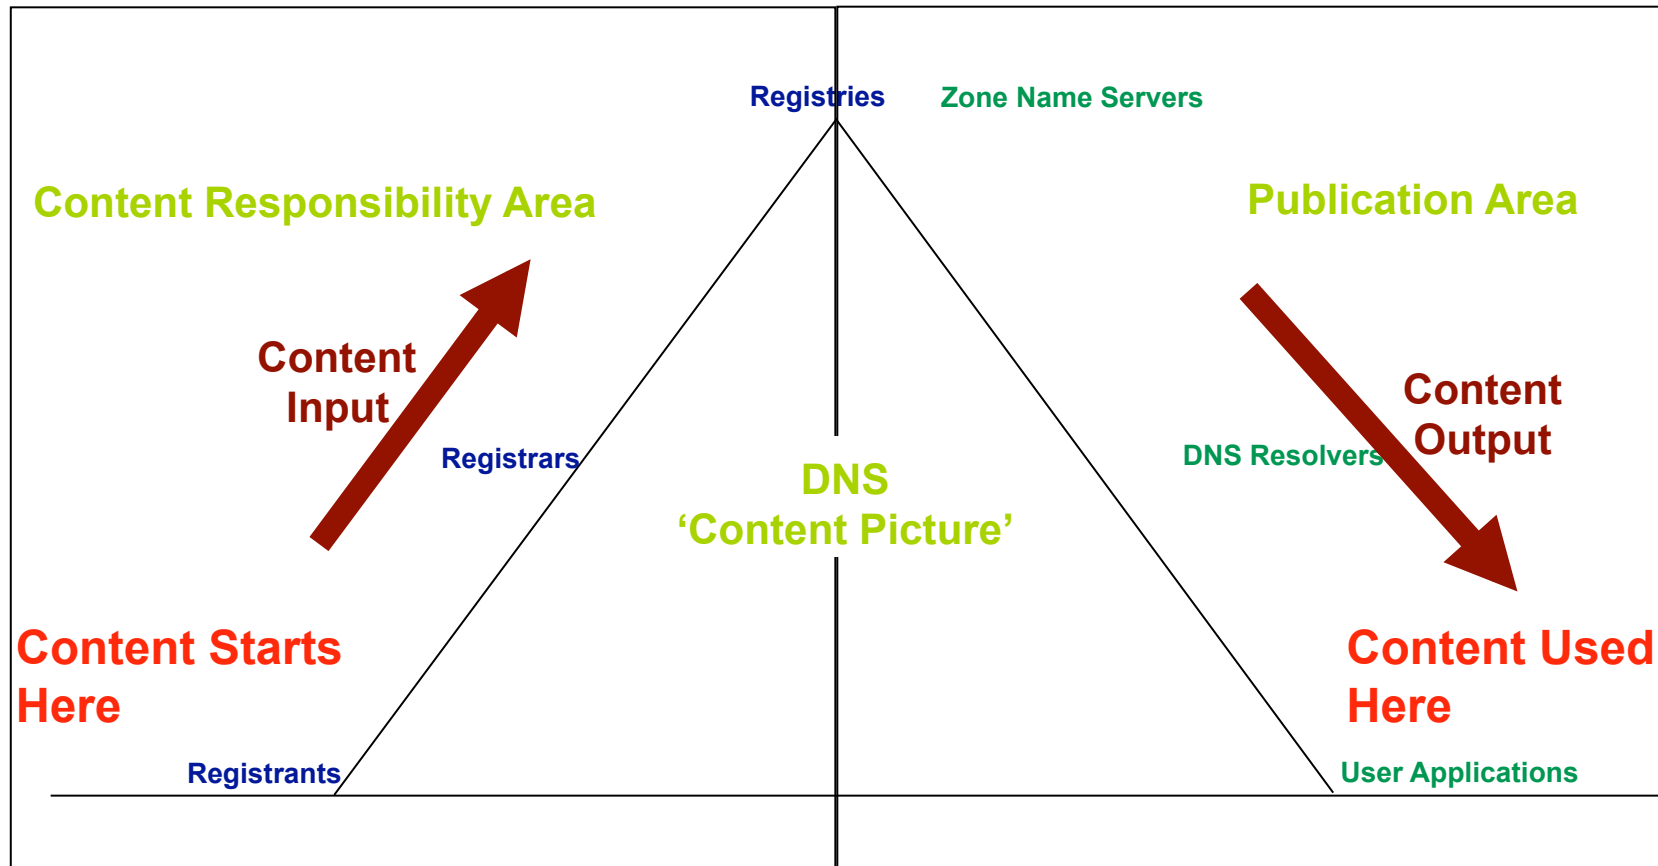 Registries
Zone Name Servers
Content Responsibility Area
Publication Area
Content
Input
Content
Output
Registrars
DNS Resolvers
DNS
‘Content Picture’
Content Starts
Here
Content Used
Here
Registrants
User Applications